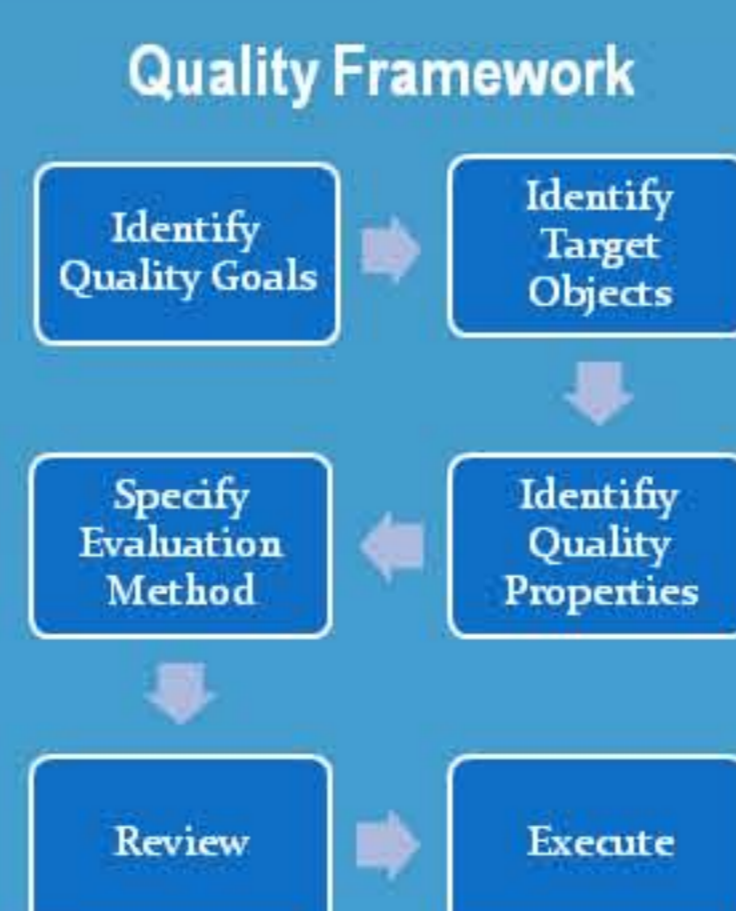 Quality Framework
Identify
Quality Goals
Identify
Target
Objects
Identifiy
Quality
Properties
Specify
Evaluation
Method
Review
Execute